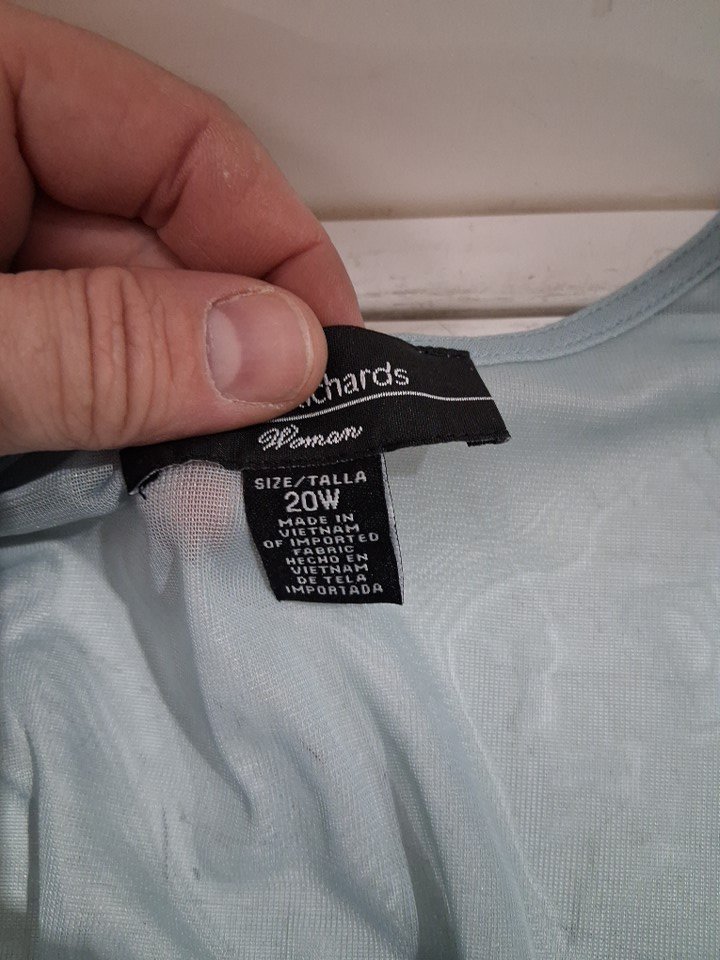 ichards
Woman
SIZE/TALLA
20W
MADE IN
VIETNAM
OF IMPORTED
FABRIC
HECHO EN
VIETNAM
DE TELA
IMPORTADA